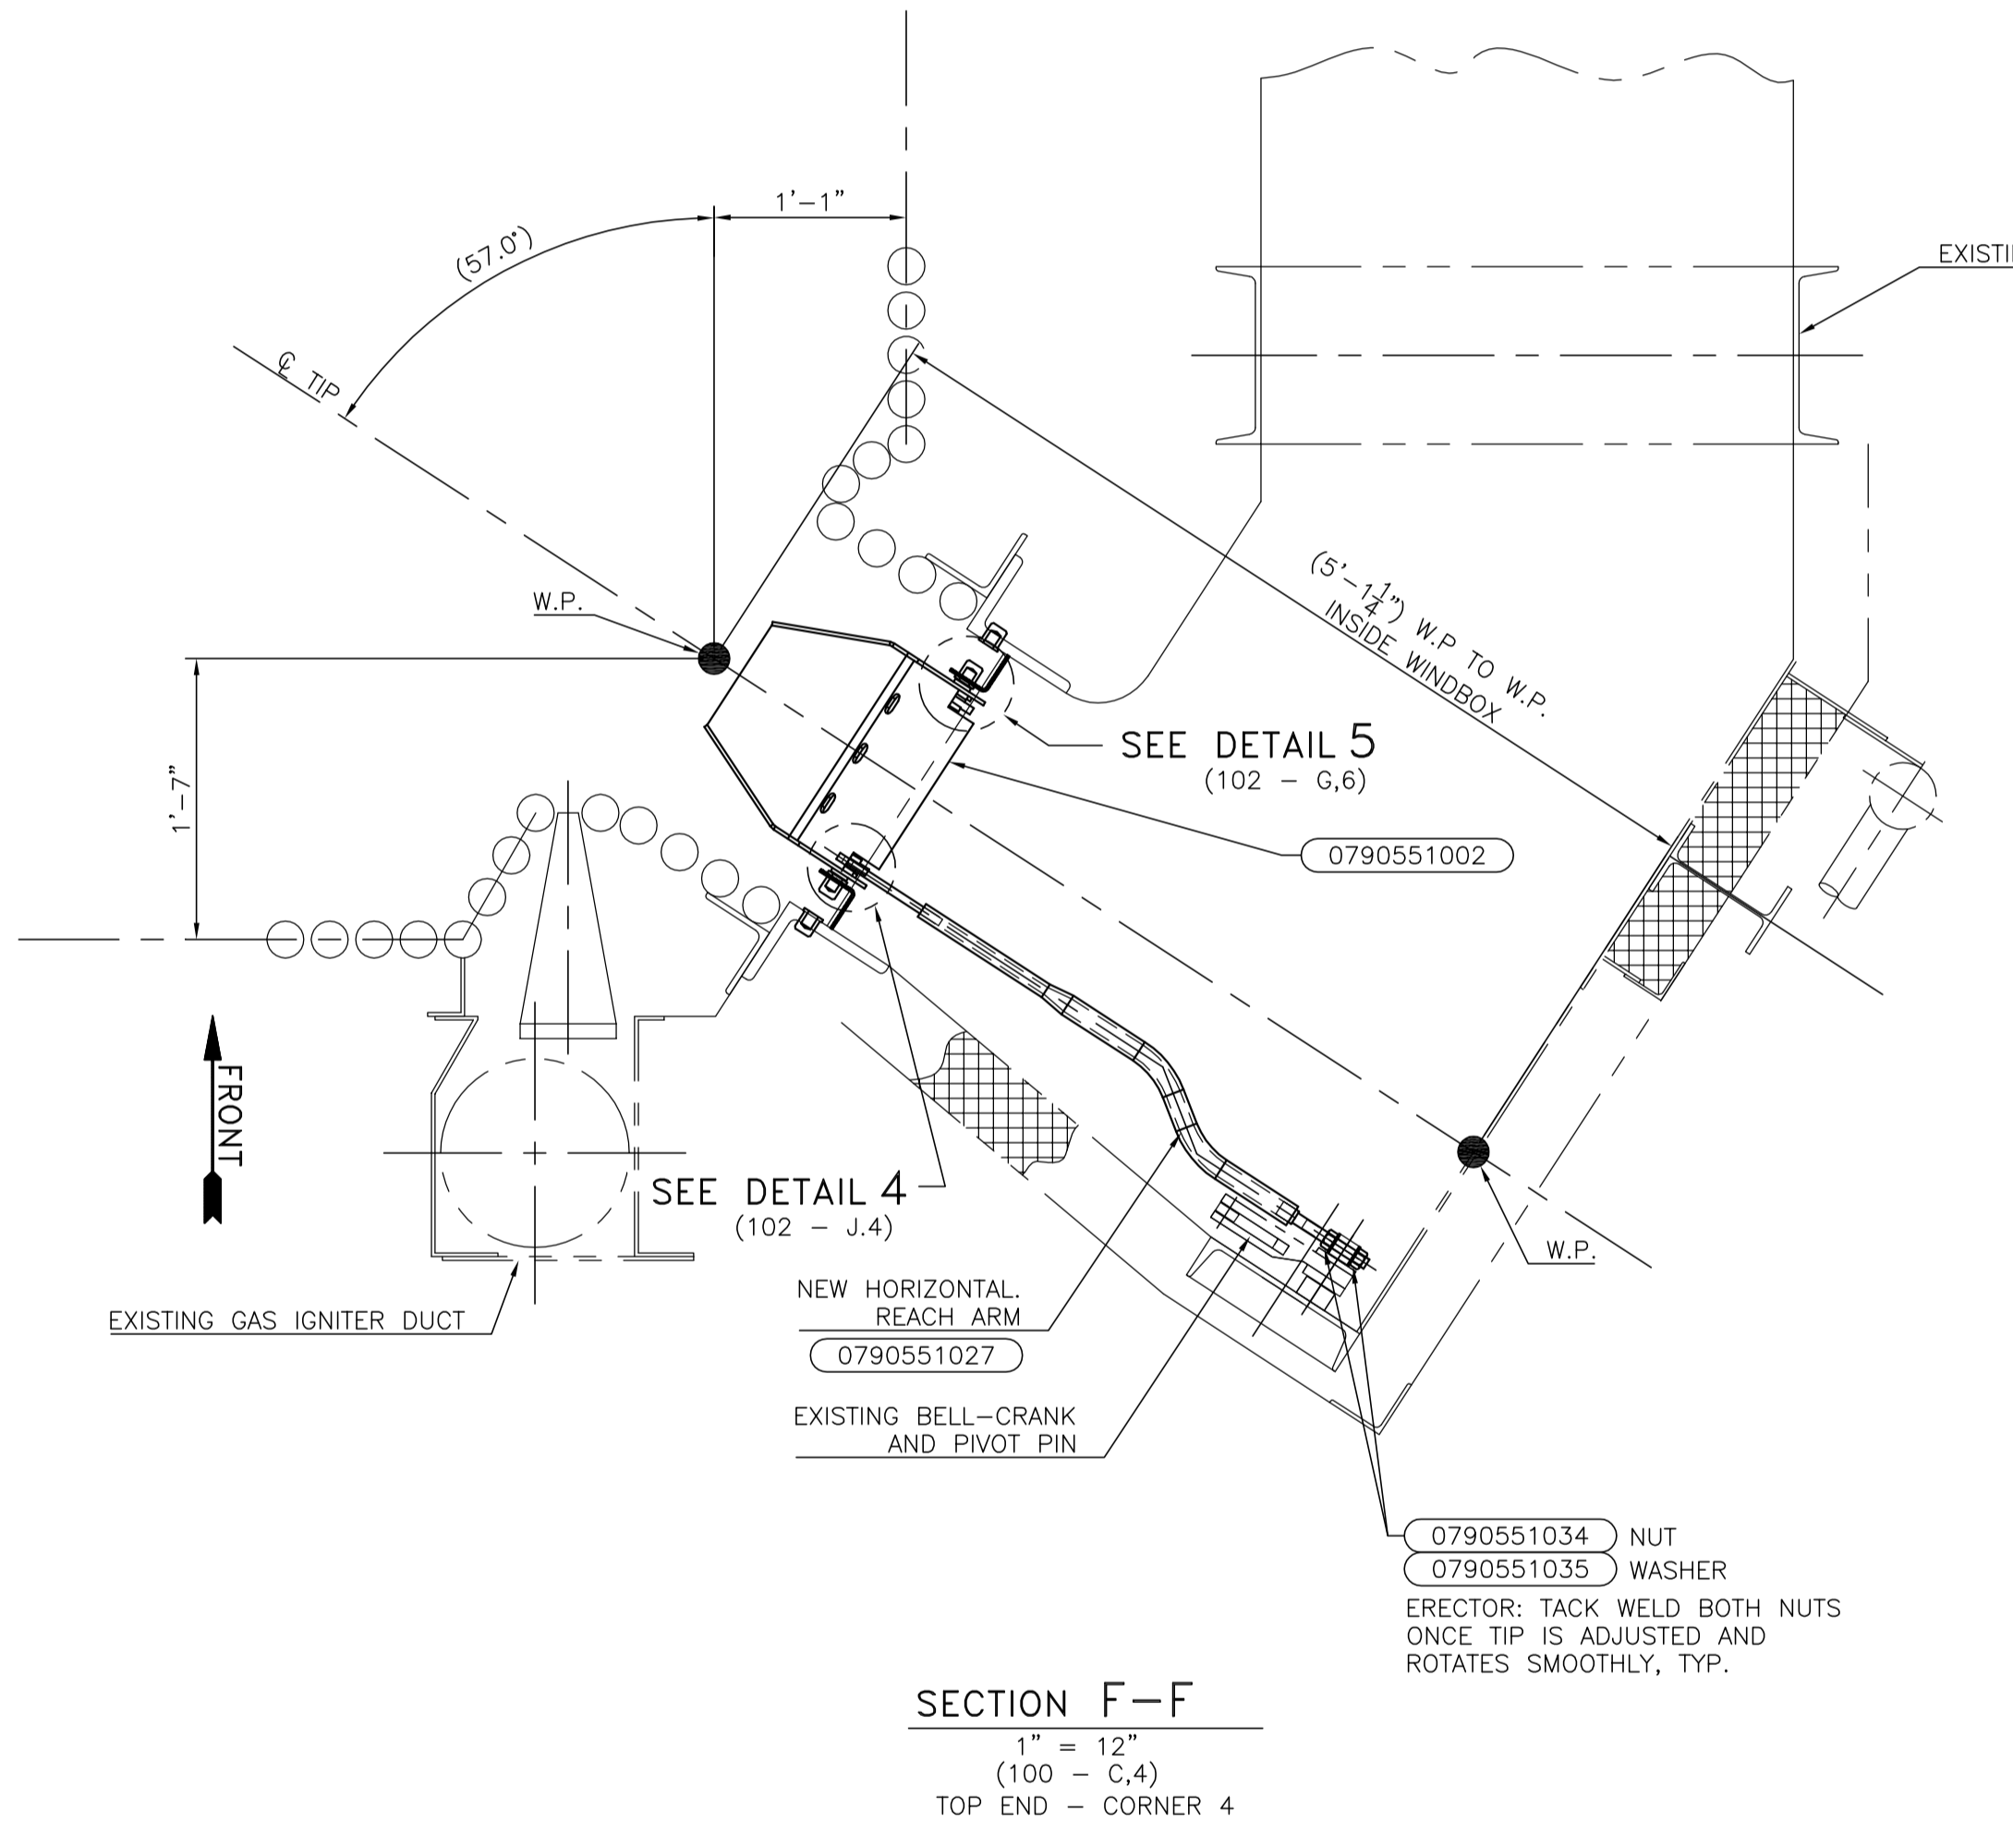 1'-1"
(57.0°)
EXISTI
℄ TIP
(5'-1 1/4") W.P TO W.P.
INSIDE WINDBOX
W.P.
SEE DETAIL 5
(102 - G,6)
1'-7"
0790551002
FRONT
SEE DETAIL 4
(102 - J.4)
W.P.
NEW HORIZONTAL.
REACH ARM
0790551027
EXISTING GAS IGNITER DUCT
EXISTING BELL-CRANK
AND PIVOT PIN
0790551034 NUT
0790551035 WASHER
ERECTOR: TACK WELD BOTH NUTS
ONCE TIP IS ADJUSTED AND
ROTATES SMOOTHLY, TYP.
SECTION F-F
1" = 12"
(100 - C,4)
TOP END - CORNER 4